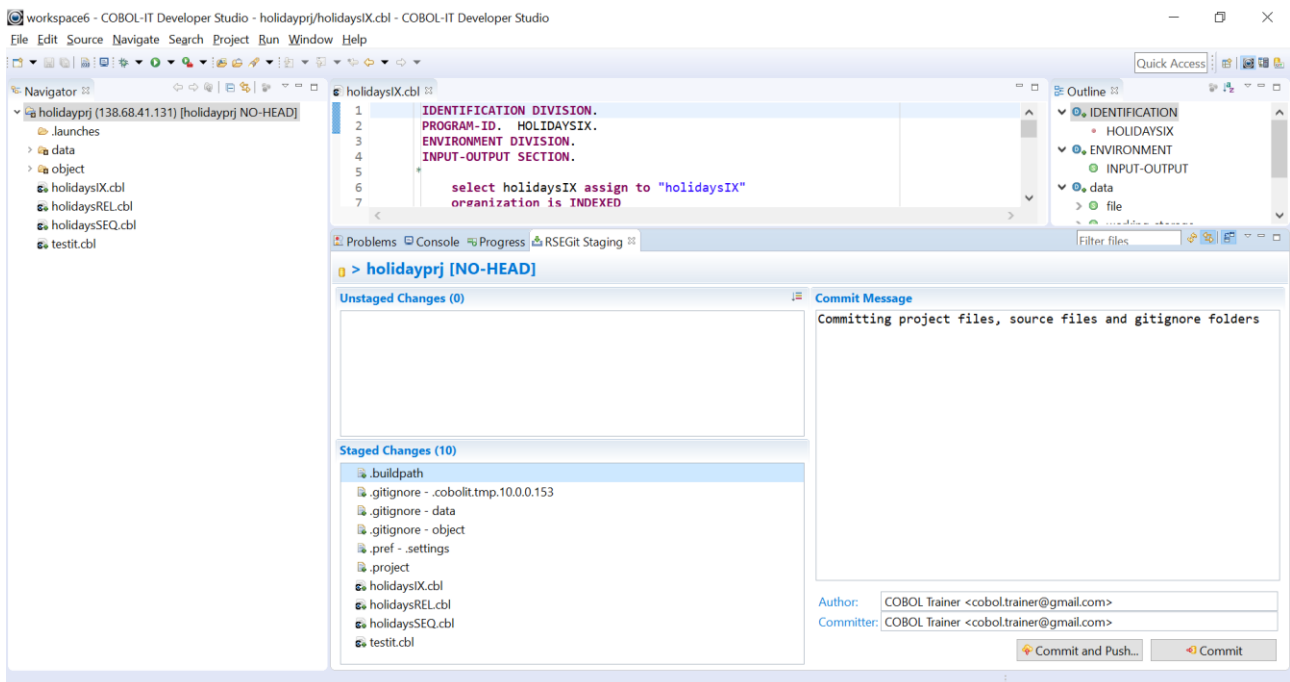 workspace6 - COBOL-IT Developer Studio - holidayprj/holidaysIX.cbl - COBOL-IT Developer Studio
File Edit Source Navigate Search Project Run Window Help
Quick Access
Navigator
holidayprj (138.68.41.131) [holidayprj NO-HEAD]
.launches
data
object
holidaysIX.cbl
holidaysREL.cbl
holidaysSEQ.cbl
testit.cbl
holidaysIX.cbl
1 IDENTIFICATION DIVISION.
2 PROGRAM-ID. HOLIDAYSIX.
3 ENVIRONMENT DIVISION.
4 INPUT-OUTPUT SECTION.
5 *
6 select holidaysIX assign to "holidaysIX"
7 organization is INDEXED
Outline
IDENTIFICATION
HOLIDAYSIX
ENVIRONMENT
INPUT-OUTPUT
data
file
working-storage
Problems Console Progress RSEGit Staging
Filter files
> holidayprj [NO-HEAD]
Unstaged Changes (0)
Staged Changes (10)
.buildpath
.gitignore - .cobolit.tmp.10.0.0.153
.gitignore - data
.gitignore - object
.pref - .settings
.project
holidaysIX.cbl
holidaysREL.cbl
holidaysSEQ.cbl
testit.cbl
Commit Message
Committing project files, source files and gitignore folders
Author: COBOL Trainer <cobol.trainer@gmail.com>
Committer: COBOL Trainer <cobol.trainer@gmail.com>
Commit and Push... Commit